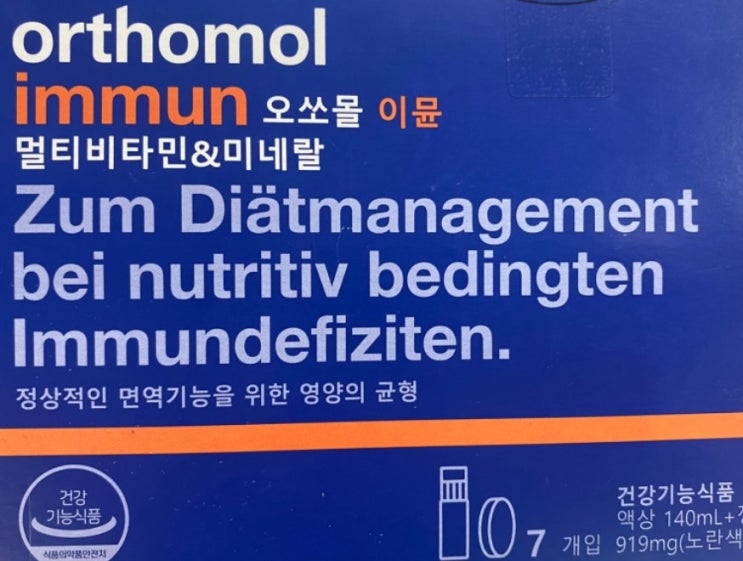 orthomol
immun 오쏘몰 이뮨
멀티비타민&미네랄
Zum Diätmanagement
bei nutritiv bedingten
Immundefiziten.
정상적인 면역기능을 위한 영양의 균형
건강
기능식품
식품의약품안전처
7 개입
건강기능식품
액상 140mL+
919mg(노란색